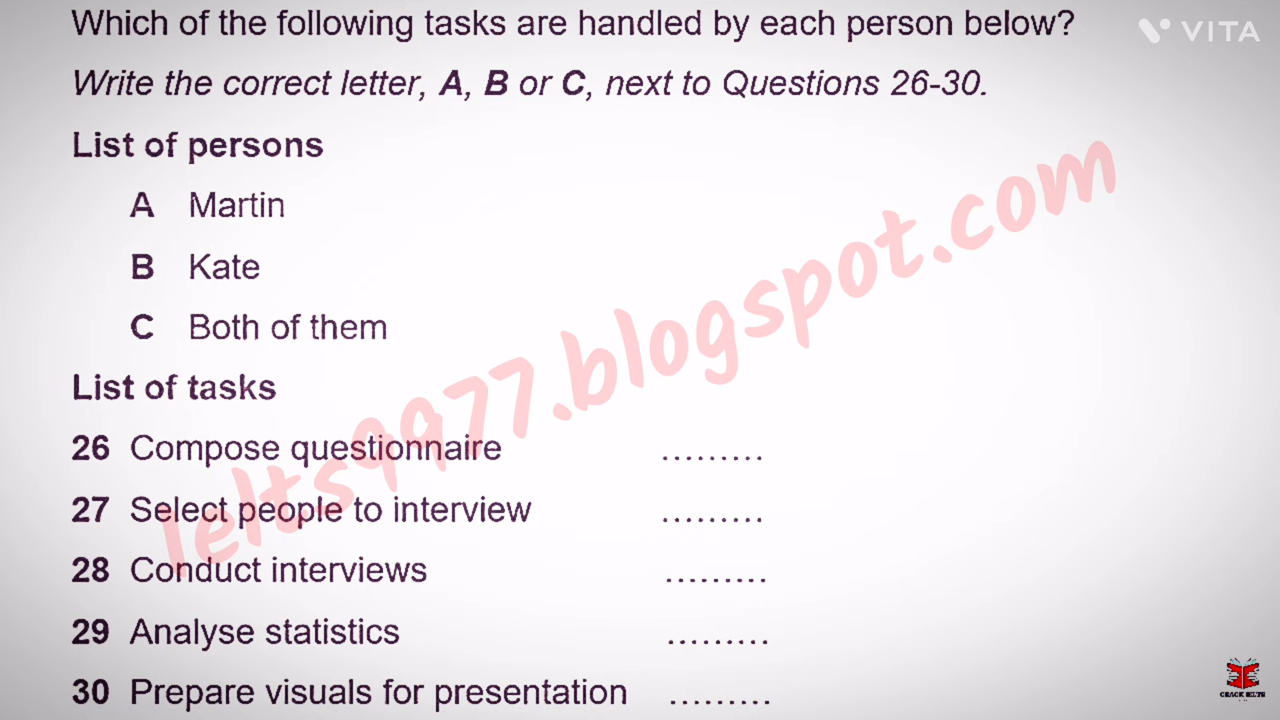 Which of the following tasks are handled by each person below?
VITA
Write the correct letter, A, B or C, next to Questions 26-30.
List of persons
A Martin
B Kate
C Both of them
List of tasks
26 Compose questionnaire .........
27 Select people to interview .........
28 Conduct interviews .........
29 Analyse statistics .........
30 Prepare visuals for presentation .........
Ielts9977.blogspot.com
CRACK IELTS